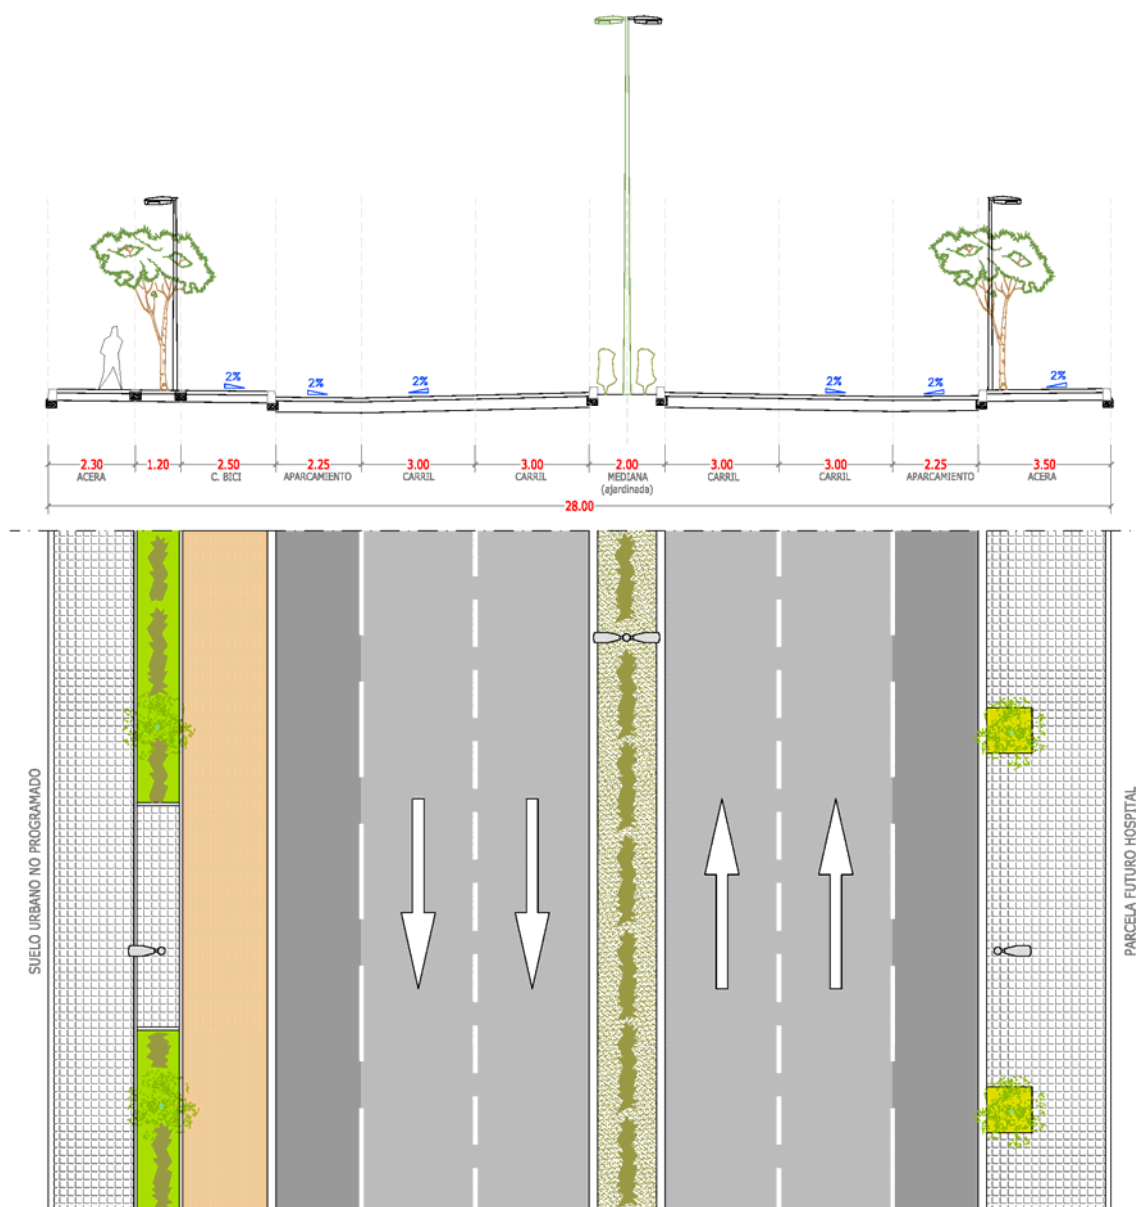 2%
2%
2%
2%
2%
2%
2.30
1.20
2.50
2.25
3.00
3.00
2.00
3.00
3.00
2.25
3.50
ACERA
C. BICI
APARCAMIENTO
CARRIL
CARRIL
MEDIANA
(ajardinada)
CARRIL
CARRIL
APARCAMIENTO
ACERA
28.00
SUELO URBANO NO PROGRAMADO
PARCELA FUTURO HOSPITAL